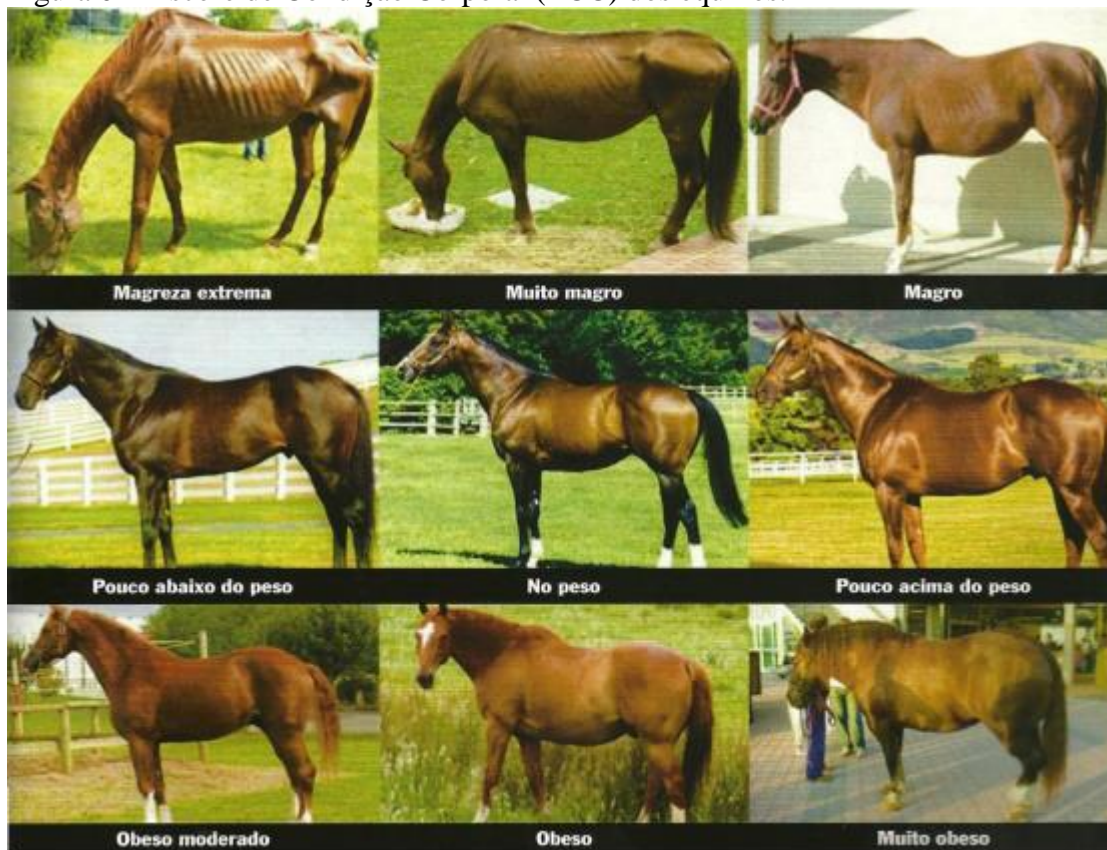 Magreza extrema
Muito magro
Magro
Pouco abaixo do peso
No peso
Pouco acima do peso
Obeso moderado
Obeso
Muito obeso